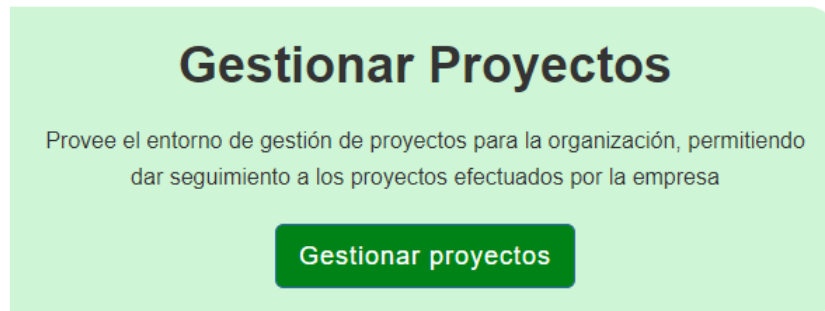 Gestionar Proyectos
Provee el entorno de gestión de proyectos para la organización, permitiendo
dar seguimiento a los proyectos efectuados por la empresa
Gestionar proyectos